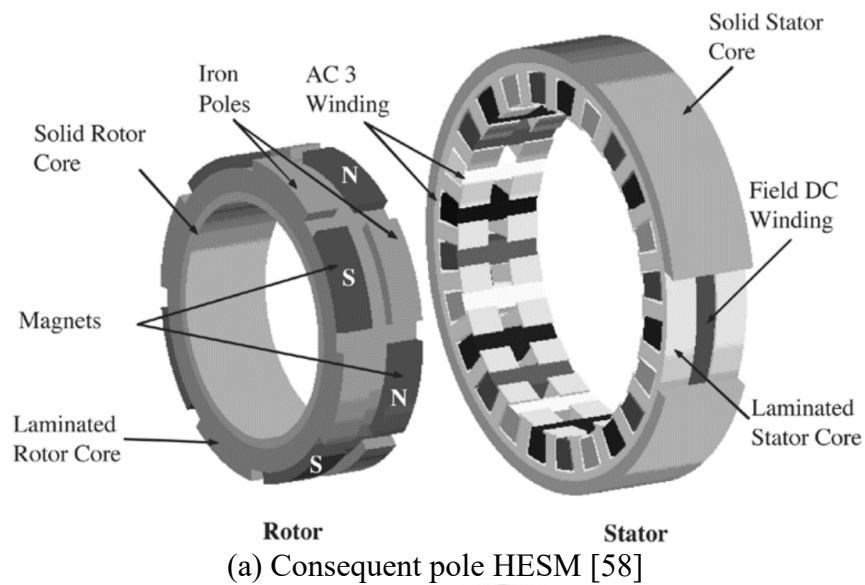 Solid Stator
Core
Iron
Poles
AC 3
Winding
Solid Rotor
Core
N
Field DC
Winding
S
Magnets
N
Laminated
Rotor Core
Laminated
Stator Core
S
Rotor
Stator
(a) Consequent pole HESM [58]